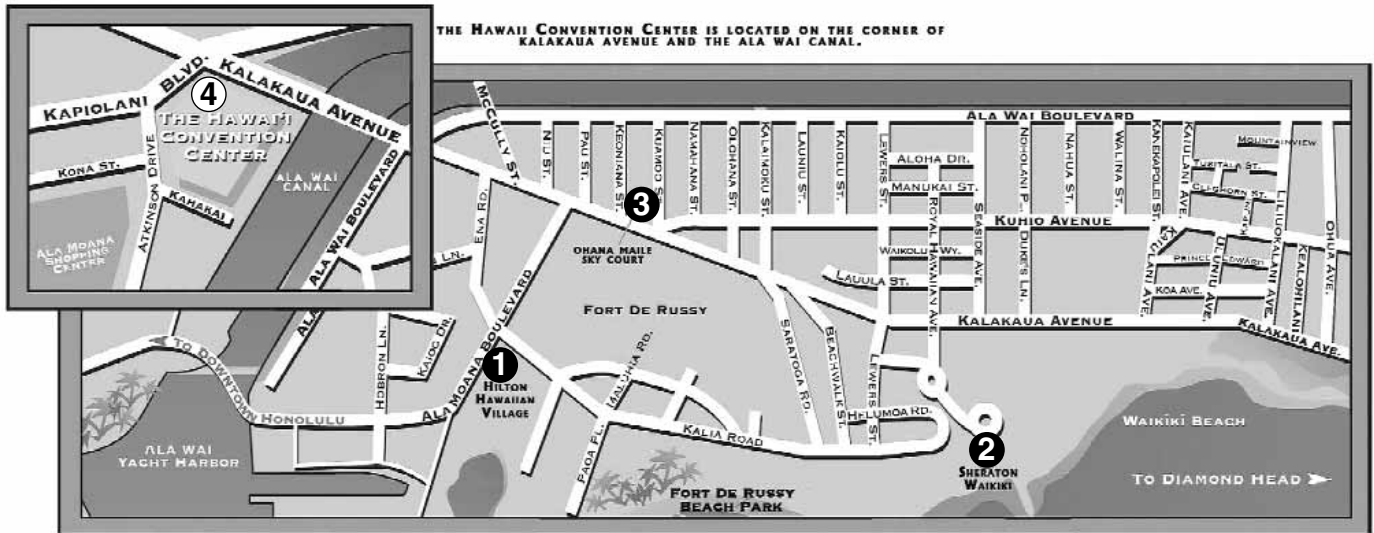 THE HAWAII CONVENTION CENTER IS LOCATED ON THE CORNER OF
KALAKAUA AVENUE AND THE ALA WAI CANAL.
KAPIOLANI BLVD.
KALAKAUA AVENUE
4
THE HAWAI'I
CONVENTION
CENTER
KONA ST.
ATKINSON DRIVE
KAHAKAI
ALA WAI
CANAL
ALA WAI BOULEVARD
ALA MOANA
SHOPPING
CENTER
MCCULLY ST.
NIU ST.
PAU ST.
KEONIANA ST.
KUAMOO S
NAMAHANA ST.
OLOHANA ST.
KALAIMOKU ST.
LAUNIU ST.
KAIOLU ST.
LEWERS ST.
ALA WAI BOULEVARD
ALOHA DR.
MANUKAI ST.
ROYAL HAWAIIAN AVE.
SEASIDE AVE.
NOHOLANI P
NAHUA ST.
WALINA ST.
KANEKAPOLEI ST.
KAIULANI AVE.
MOUNTAINVIEW
TUSITALA ST.
CLEGHORN ST.
LILIUOKALANI AVE.
OHUA AVE.
KEALOHILANI
ENA RD.
LN.
3
OHANA MAILE
SKY COURT
KUHIO AVENUE
WAIKOLU WY.
LAUULA ST.
DUKE'S LN.
KAIULANI AVE.
PRINCE EDWARD
ULUNIU AVE.
KOA AVE.
FORT DE RUSSY
KALAKAUA AVENUE
KALAKAUA AVE.
ALA
TO DOWNTOWN HONOLULU
HOBRON LN.
ALA MOANA BOULEVARD
1
HILTON
HAWAIIAN
VILLAGE
MALUHIA RD.
SARATOGA RD.
BEACHWALK ST.
LEWERS ST.
HELUMOA RD.
KALIA ROAD
PAOA PL.
2
SHERATON
WAIKIKI
WAIKIKI BEACH
ALA WAI
YACHT HARBOR
FORT DE RUSSY
BEACH PARK
TO DIAMOND HEAD